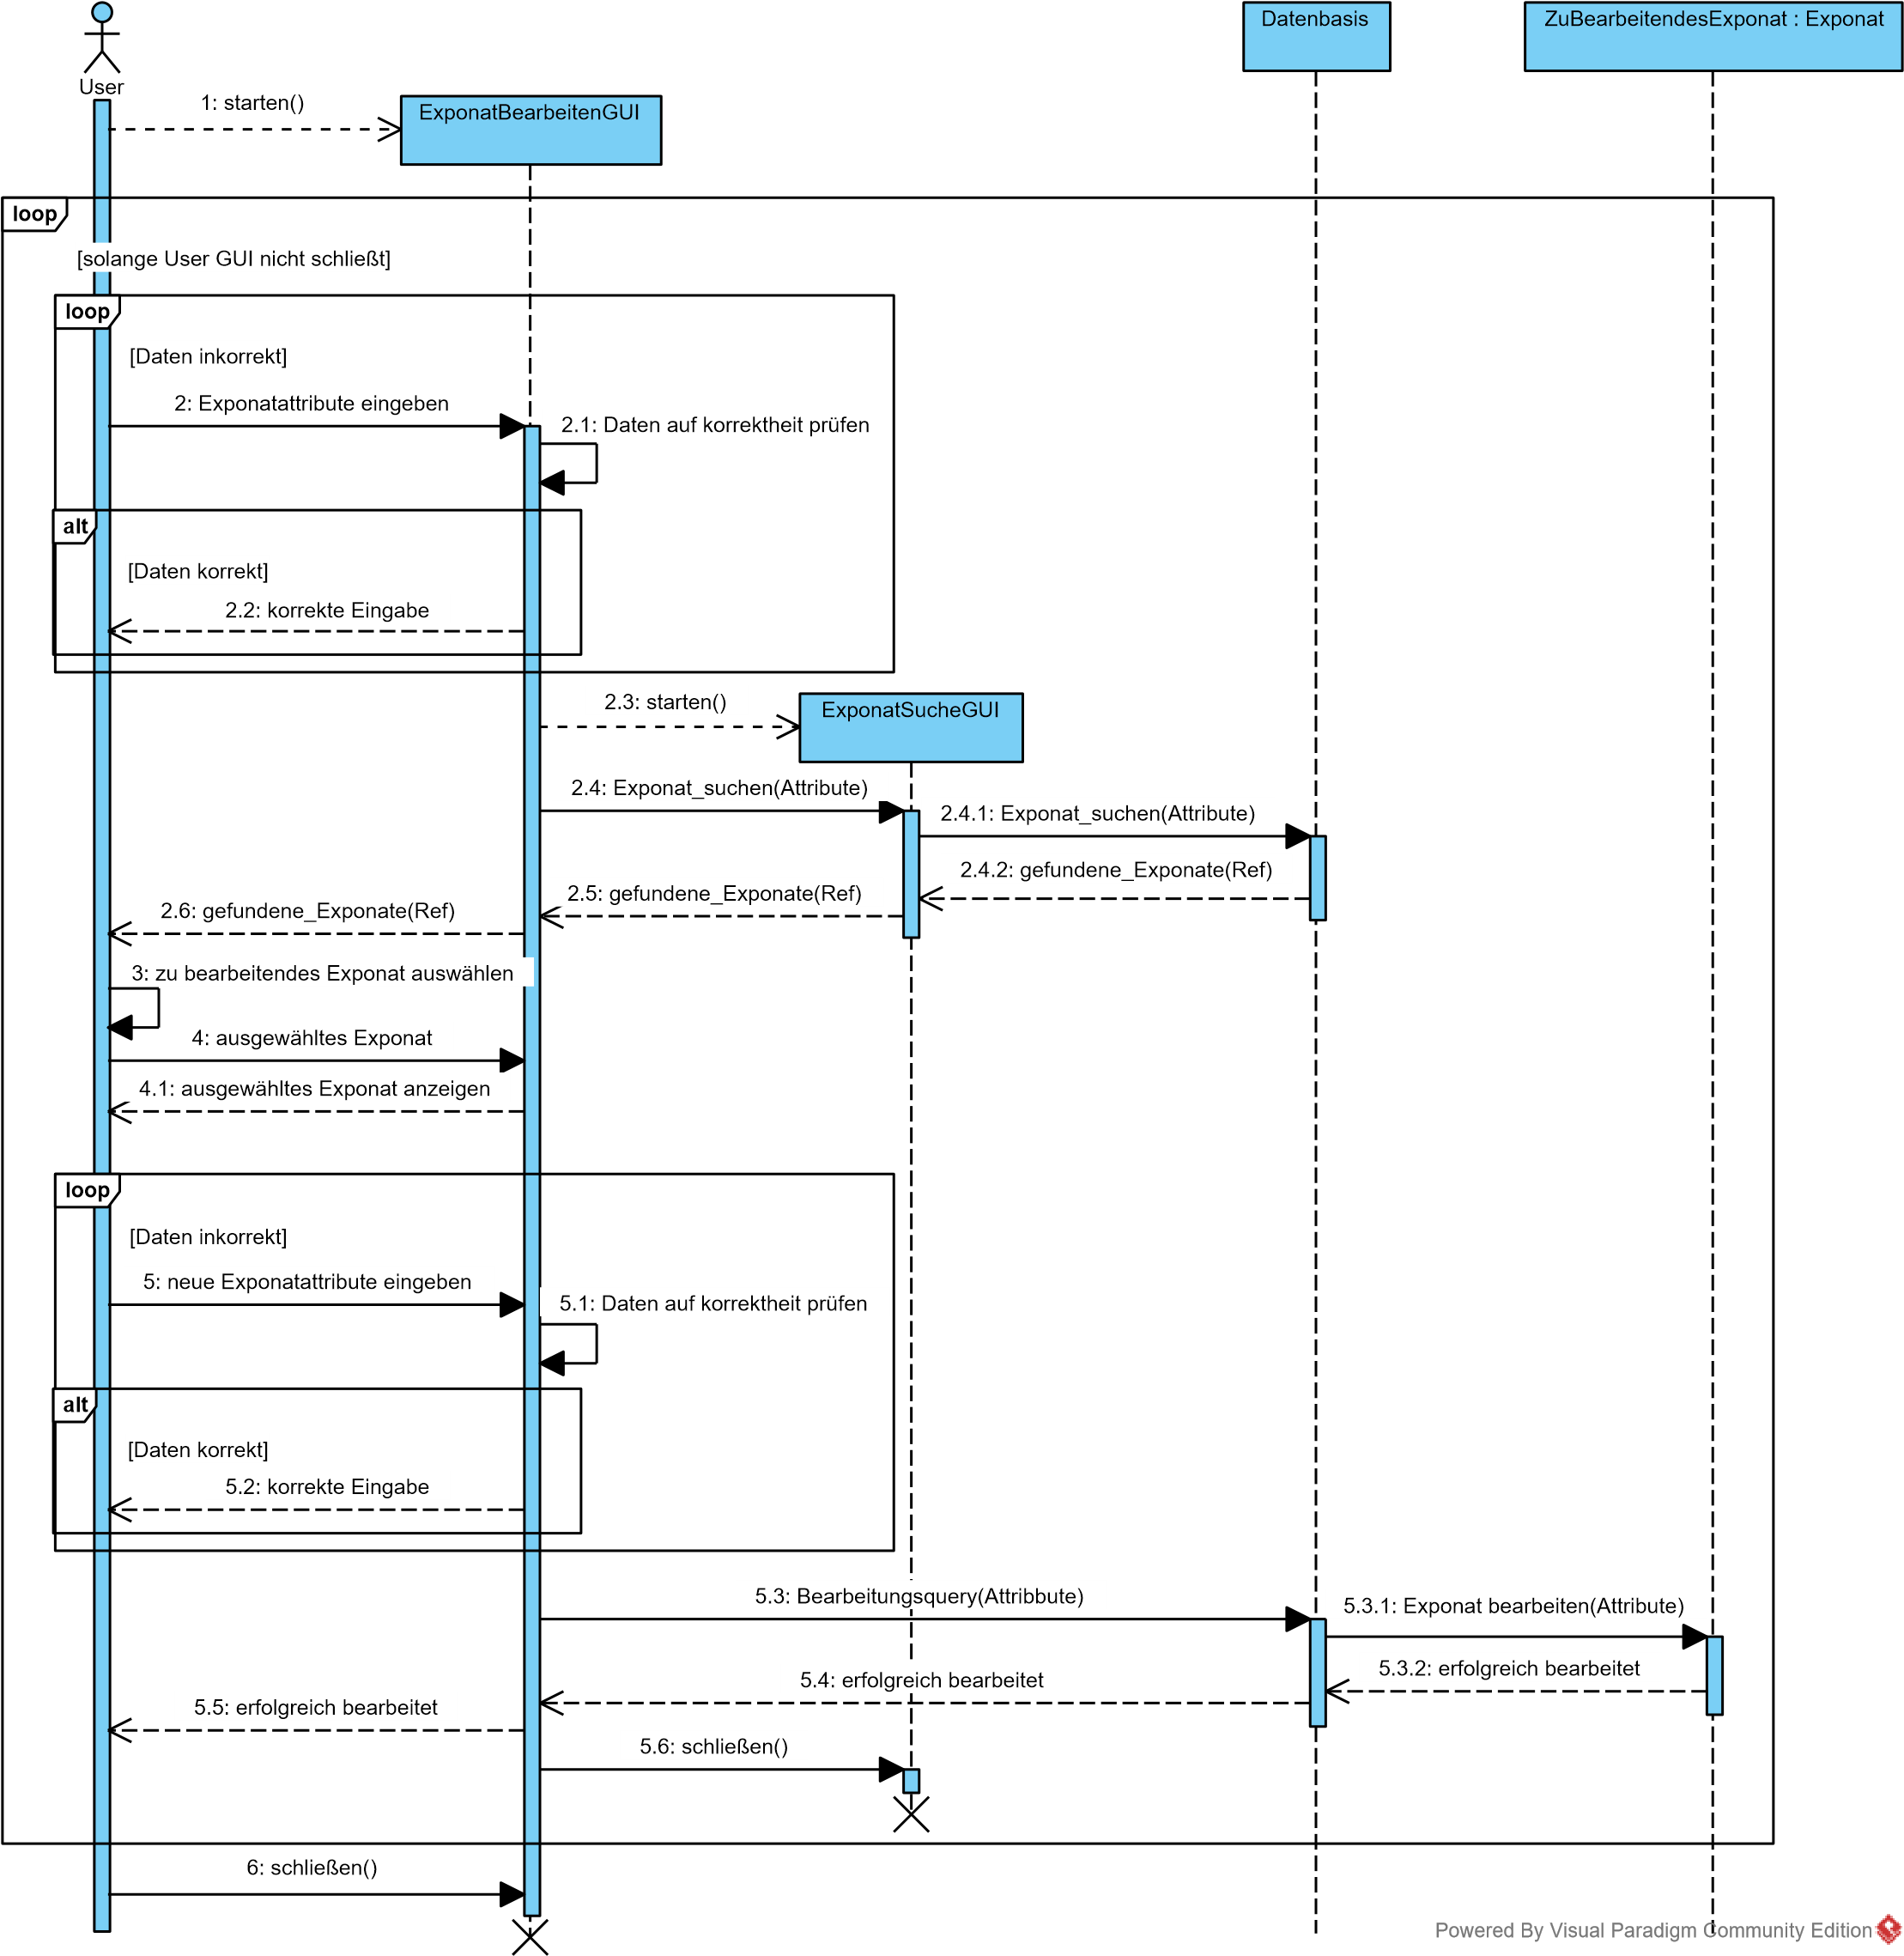 Datenbasis
ZuBearbeitendesExponat : Exponat
User
1: starten()
ExponatBearbeitenGUI
loop
[solange User GUI nicht schließt]
loop
[Daten inkorrekt]
2: Exponatattribute eingeben
2.1: Daten auf korrektheit prüfen
alt
[Daten korrekt]
2.2: korrekte Eingabe
2.3: starten()
ExponatSucheGUI
2.4: Exponat_suchen(Attribute)
2.4.1: Exponat_suchen(Attribute)
2.4.2: gefundene_Exponate(Ref)
2.5: gefundene_Exponate(Ref)
2.6: gefundene_Exponate(Ref)
3: zu bearbeitendes Exponat auswählen
4: ausgewähltes Exponat
4.1: ausgewähltes Exponat anzeigen
loop
[Daten inkorrekt]
5: neue Exponatattribute eingeben
5.1: Daten auf korrektheit prüfen
alt
[Daten korrekt]
5.2: korrekte Eingabe
5.3: Bearbeitungsquery(Attribbute)
5.3.1: Exponat bearbeiten(Attribute)
5.3.2: erfolgreich bearbeitet
5.4: erfolgreich bearbeitet
5.5: erfolgreich bearbeitet
5.6: schließen()
6: schließen()
Powered By Visual Paradigm Community Edition